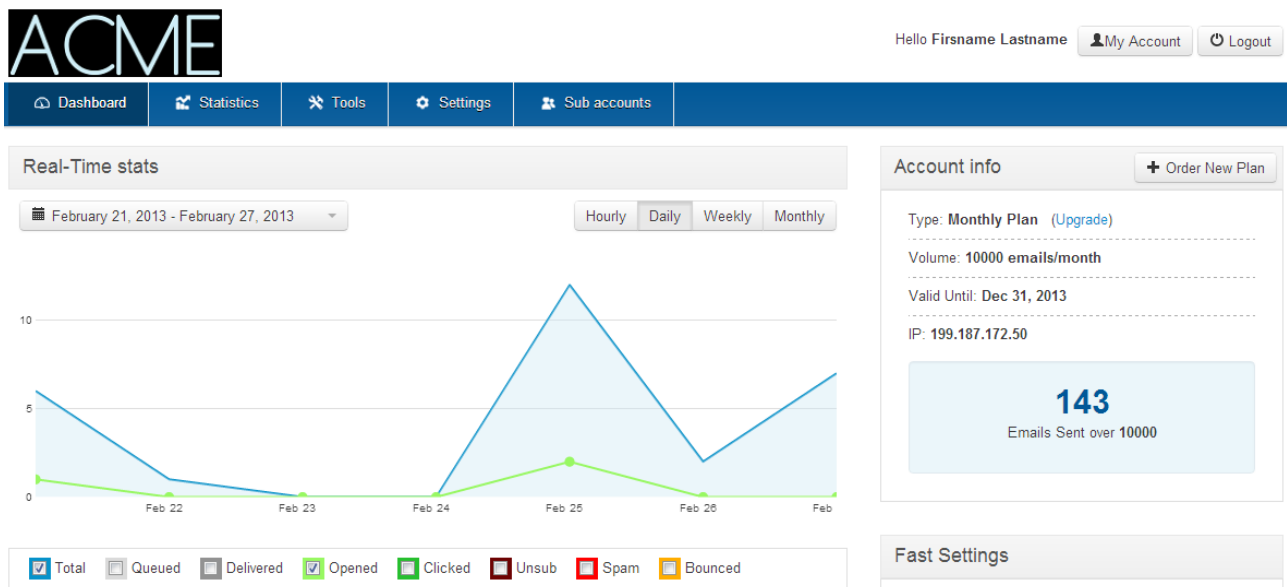 ACME
Hello Firsname Lastname My Account Logout
Dashboard Statistics Tools Settings Sub accounts
Real-Time stats
February 21, 2013 - February 27, 2013
Hourly Daily Weekly Monthly
10
5
0
Feb 22 Feb 23 Feb 24 Feb 25 Feb 26 Feb
Total Queued Delivered Opened Clicked Unsub Spam Bounced
Account info
Order New Plan
Type: Monthly Plan (Upgrade)
Volume: 10000 emails/month
Valid Until: Dec 31, 2013
IP: 199.187.172.50
143
Emails Sent over 10000
Fast Settings